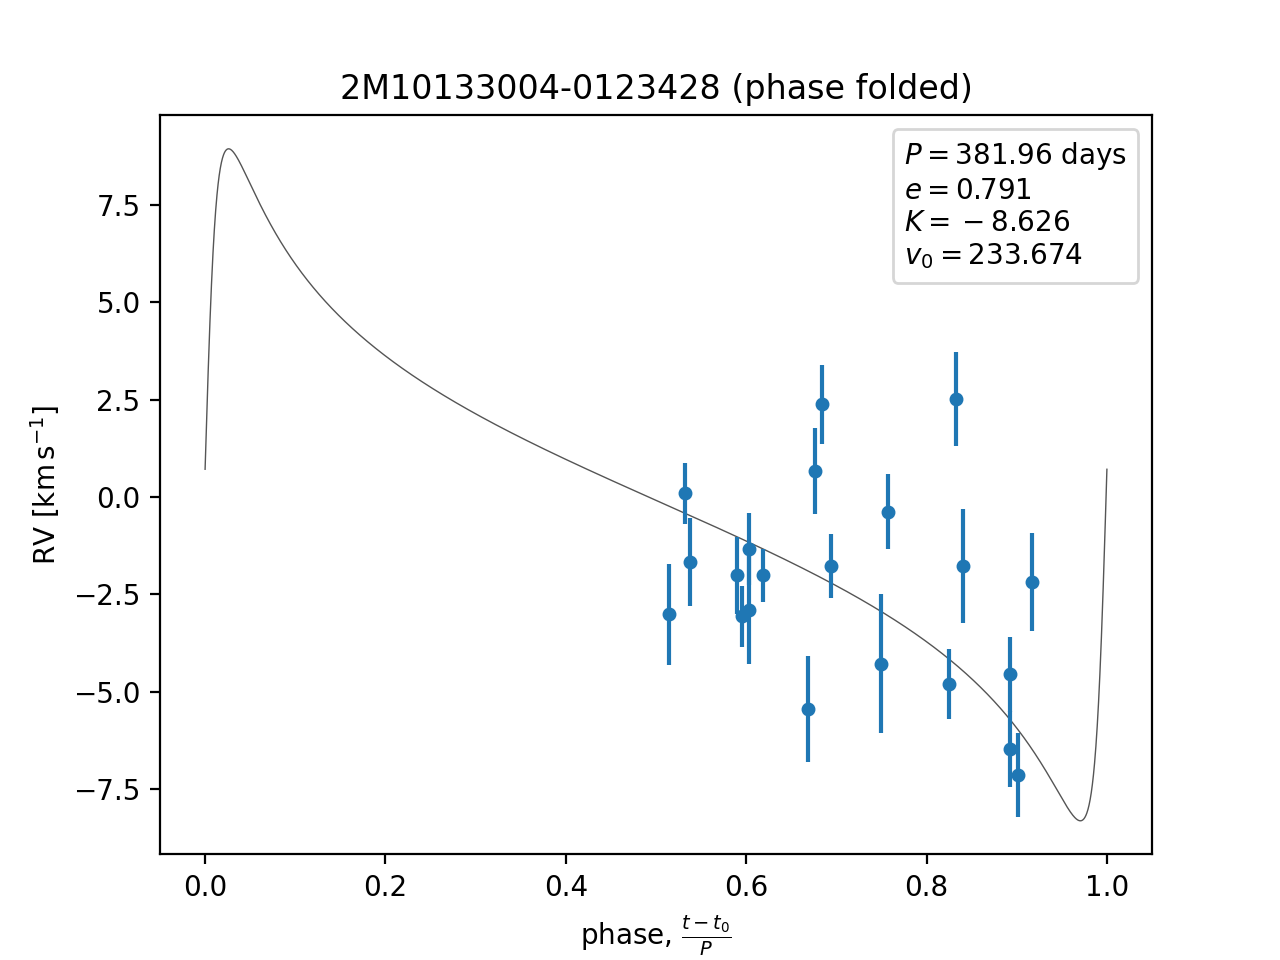 2M10133004-0123428 (phase folded)
P = 381.96 days
e = 0.791
K = −8.626
v₀ = 233.674
RV [km s⁻¹]
7.5
5.0
2.5
0.0
−2.5
−5.0
−7.5
0.0 0.2 0.4 0.6 0.8 1.0
phase, (t − t₀)/P